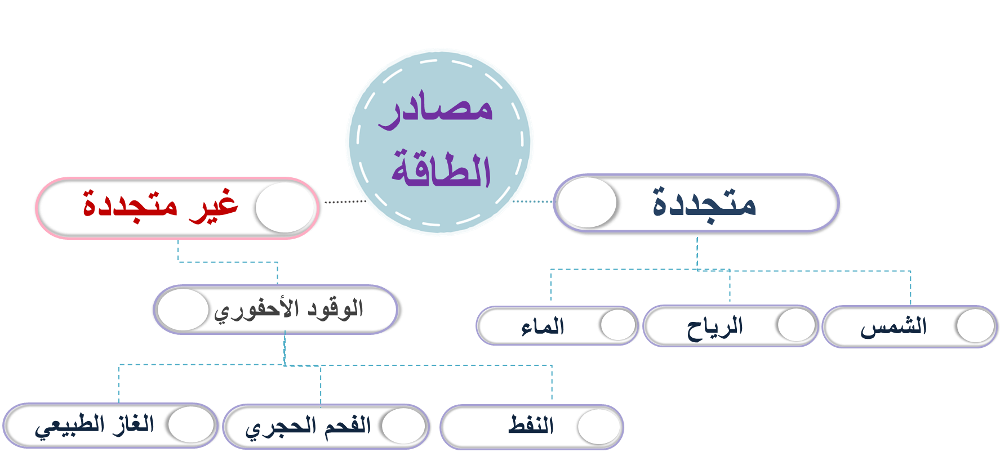 مصادر
الطاقة
متجددة
غير متجددة
الوقود الأحفوري
الشمس
الرياح
الماء
النفط
الفحم الحجري
الغاز الطبيعي